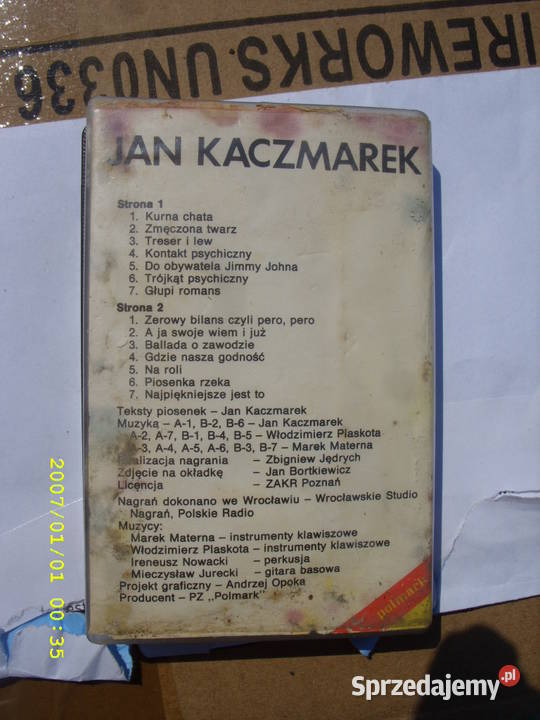 IREWORKS.UN0336
JAN KACZMAREK
Strona 1
1. Kurna chata
2. Zmęczona twarz
3. Treser i lew
4. Kontakt psychiczny
5. Do obywatela Jimmy Johna
6. Trójkąt psychiczny
7. Głupi romans
Strona 2
1. Zerowy bilans czyli pero, pero
2. A ja swoje wiem i już
3. Ballada o zawodzie
4. Gdzie nasza godność
5. Na roli
6. Piosenka rzeka
7. Najpiękniejsze jest to
Teksty piosenek – Jan Kaczmarek
Muzyka – A-1, B-2, B-6 – Jan Kaczmarek
A-2, A-7, B-1, B-4, B-5 – Włodzimierz Plaskota
A-3, A-4, A-5, A-6, B-3, B-7 – Marek Materna
Realizacja nagrania – Zbigniew Jędrych
Zdjęcie na okładkę – Jan Bortkiewicz
Licencja – ZAKR Poznań
Nagrań dokonano we Wrocławiu – Wrocławskie Studio
Nagrań, Polskie Radio
Muzycy:
Marek Materna – instrumenty klawiszowe
Włodzimierz Plaskota – instrumenty klawiszowe
Ireneusz Nowacki – perkusja
Mieczysław Jurecki – gitara basowa
Projekt graficzny – Andrzej Opoka
Producent – PZ „Polmark"
polmark
2007/01/01 00:35
Sprzedajemy.pl